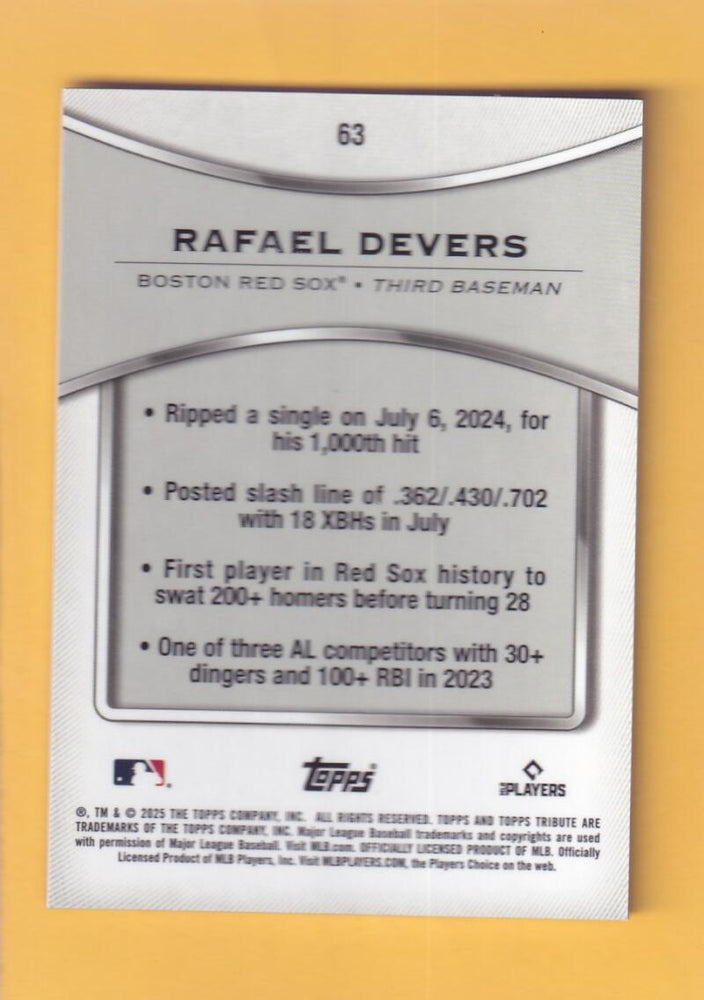 63
RAFAEL DEVERS
BOSTON RED SOX® • THIRD BASEMAN
• Ripped a single on July 6, 2024, for
his 1,000th hit
• Posted slash line of .362/.430/.702
with 18 XBHs in July
• First player in Red Sox history to
swat 200+ homers before turning 28
• One of three AL competitors with 30+
dingers and 100+ RBI in 2023
topps®
MLBPLAYERS
®, TM & © 2025 THE TOPPS COMPANY, INC. ALL RIGHTS RESERVED. TOPPS AND TOPPS TRIBUTE ARE
TRADEMARKS OF THE TOPPS COMPANY, INC. Major League Baseball trademarks and copyrights are used
with permission of Major League Baseball. Visit MLB.com. OFFICIALLY LICENSED PRODUCT OF MLB. Officially
Licensed Product of MLB Players, Inc. Visit MLBPLAYERS.COM, the Players Choice on the web.